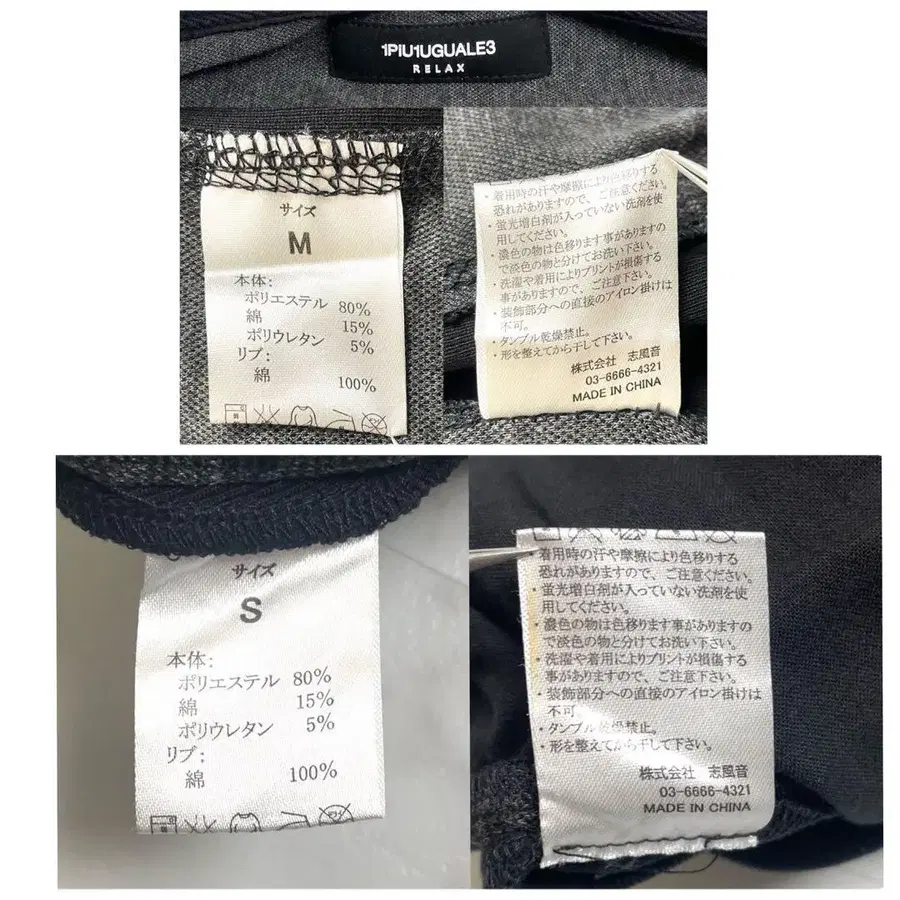 1PIU1UGUALE3
RELAX
サイズ
M
本体:
ポリエステル 80%
綿 15%
ポリウレタン 5%
リブ:
綿 100%
・着用時の汗や摩擦により色移りする
恐れがありますので、ご注意ください。
・蛍光増白剤が入っていない洗剤を使
用してください。
・濃色の物は色移ります事がありますの
で淡色の物と分けてお洗い下さい。
・洗濯や着用によりプリントが損傷する
事がありますので、ご注意下さい。
・装飾部分への直接のアイロン掛けは
不可。
・タンブル乾燥禁止。
・形を整えてから干して下さい。
株式会社 志風音
03-6666-4321
MADE IN CHINA
サイズ
S
本体:
ポリエステル 80%
綿 15%
ポリウレタン 5%
リブ:
綿 100%
・着用時の汗や摩擦により色移りする
恐れがありますので、ご注意ください。
・蛍光増白剤が入っていない洗剤を使
用してください。
・濃色の物は色移ります事がありますの
で淡色の物と分けてお洗い下さい。
・洗濯や着用によりプリントが損傷する
事がありますので、ご注意下さい。
・装飾部分への直接のアイロン掛けは
不可。
・タンブル乾燥禁止。
・形を整えてから干して下さい。
株式会社 志風音
03-6666-4321
MADE IN CHINA